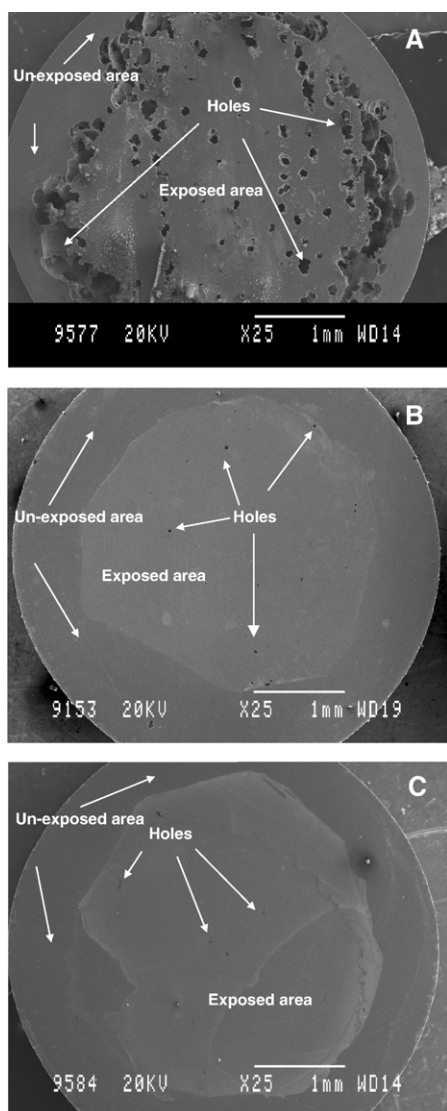 A
Un-exposed area
Holes
Exposed area
9577 20KV X25 1mm WD14
B
Un-exposed area
Holes
Exposed area
9153 20KV X25 1mm WD19
C
Un-exposed area
Holes
Exposed area
9584 20KV X25 1mm WD14